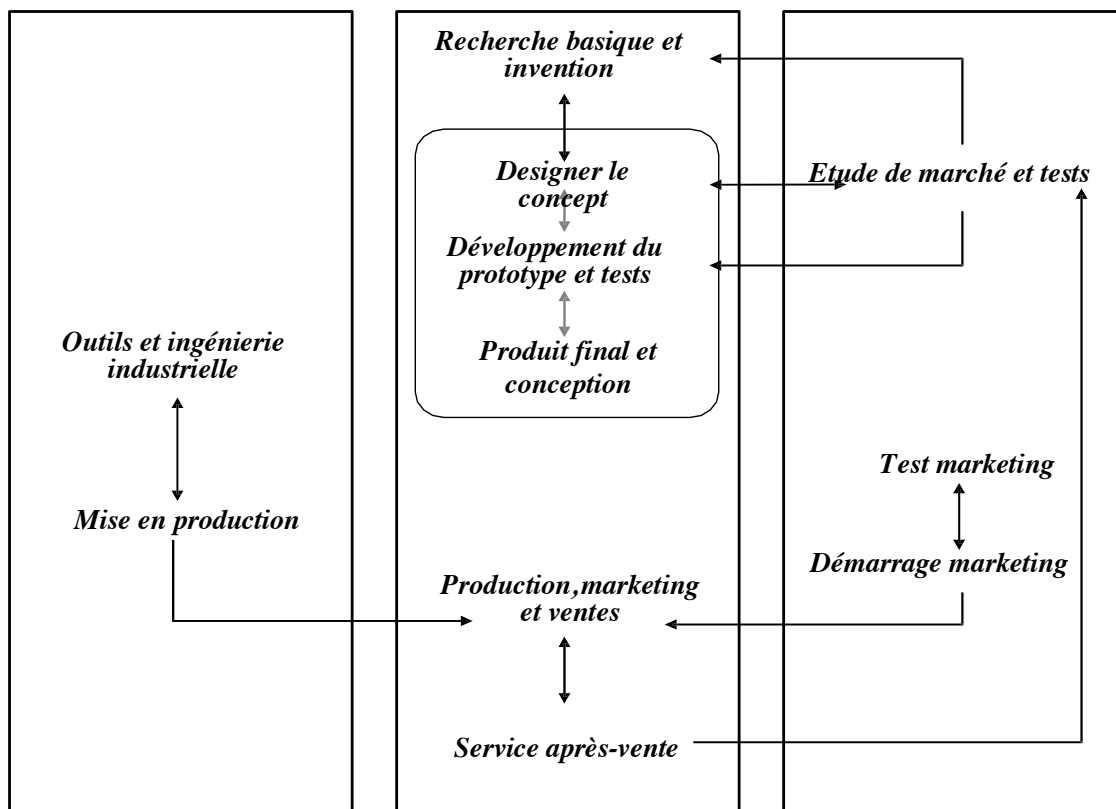 Recherche basique et
invention
Designer le
concept
Etude de marché et tests
Développement du
prototype et tests
Outils et ingénierie
industrielle
Produit final et
conception
Test marketing
Mise en production
Démarrage marketing
Production,marketing
et ventes
Service après-vente